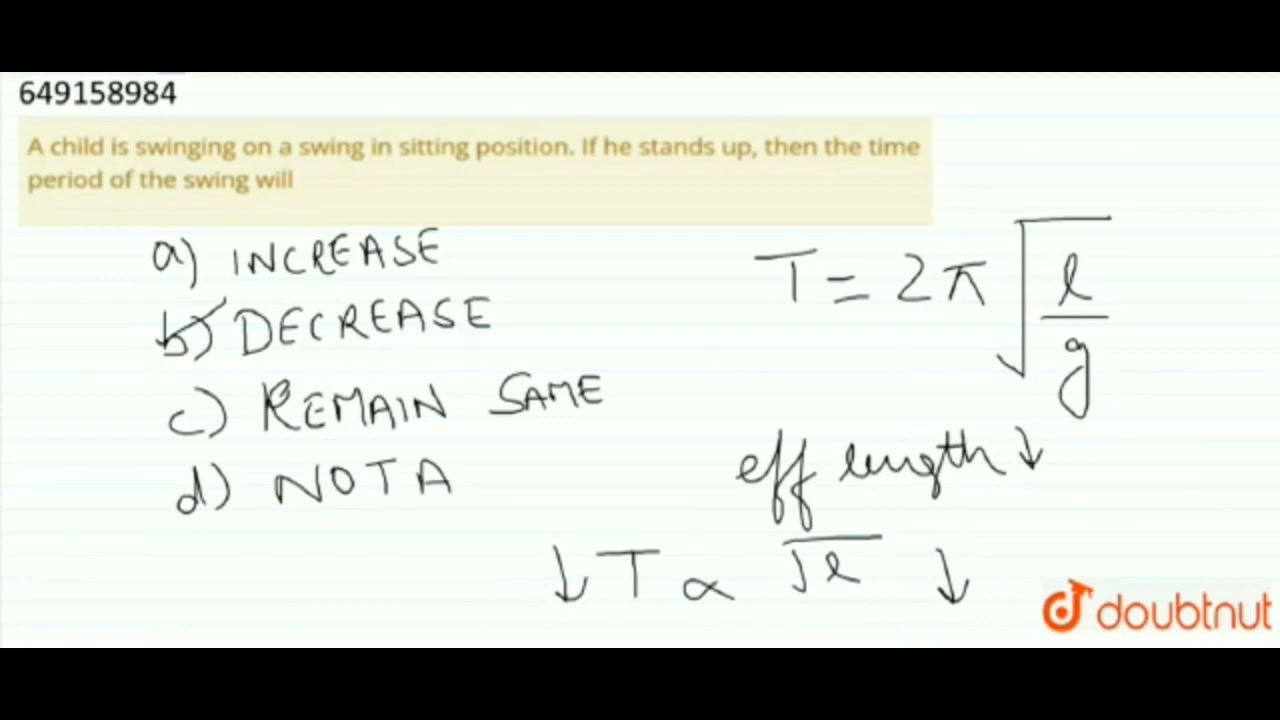 649158984
A child is swinging on a swing in sitting position. If he stands up, then the time
period of the swing will
a) INCREASE
b) DECREASE
c) REMAIN SAME
d) NOTA
T = 2π √(l/g)
eff length ↓
↓ T ∝ √l ↓
doubtnut